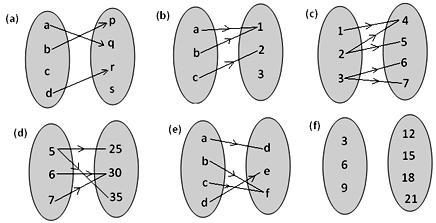 (a)
a p
b q
c r
d s
(b)
a 1
b 2
c 3
(c)
1 4
2 5
3 6
7
(d)
5 25
6 30
7 35
(e)
a d
b e
c f
d
(f)
3 12
6 15
9 18
21